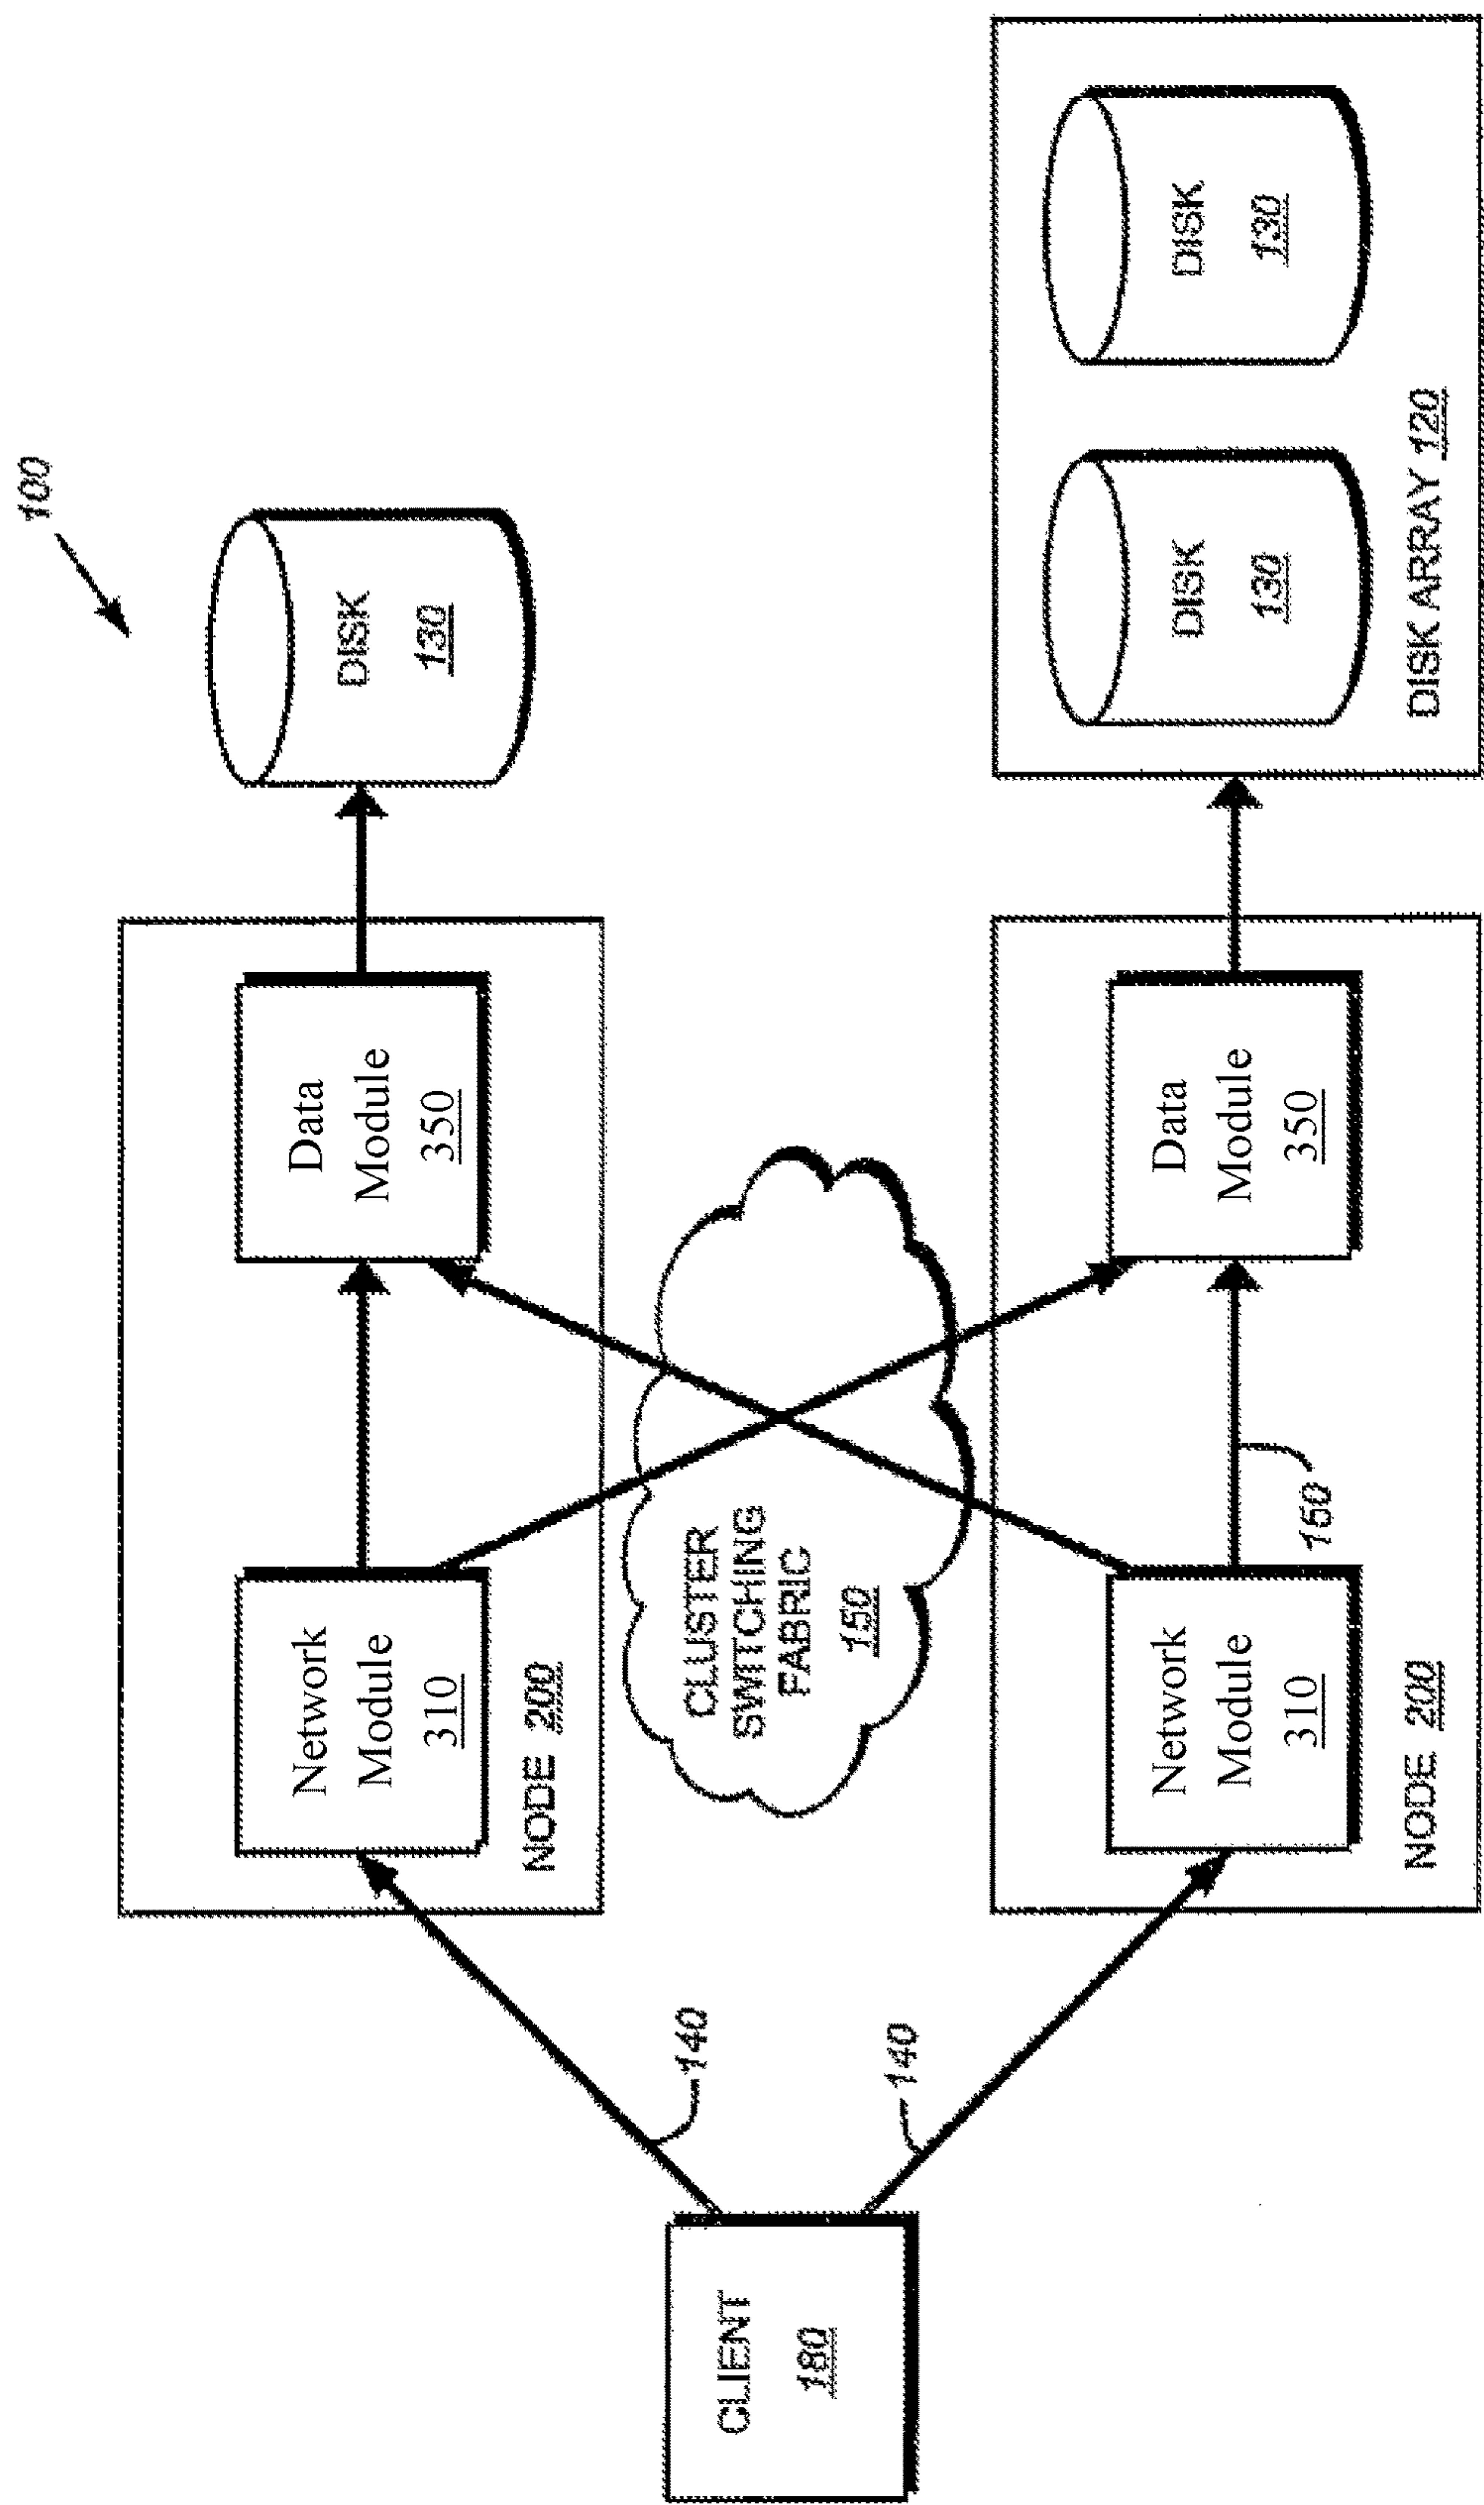 100
Network
Module
310
NODE 200
Data
Module
350
DISK
130
140
CLIENT
180
CLUSTER
SWITCHING
FABRIC
150
140
Network
Module
310
160
NODE 200
Data
Module
350
DISK
130
DISK
130
DISK ARRAY 120